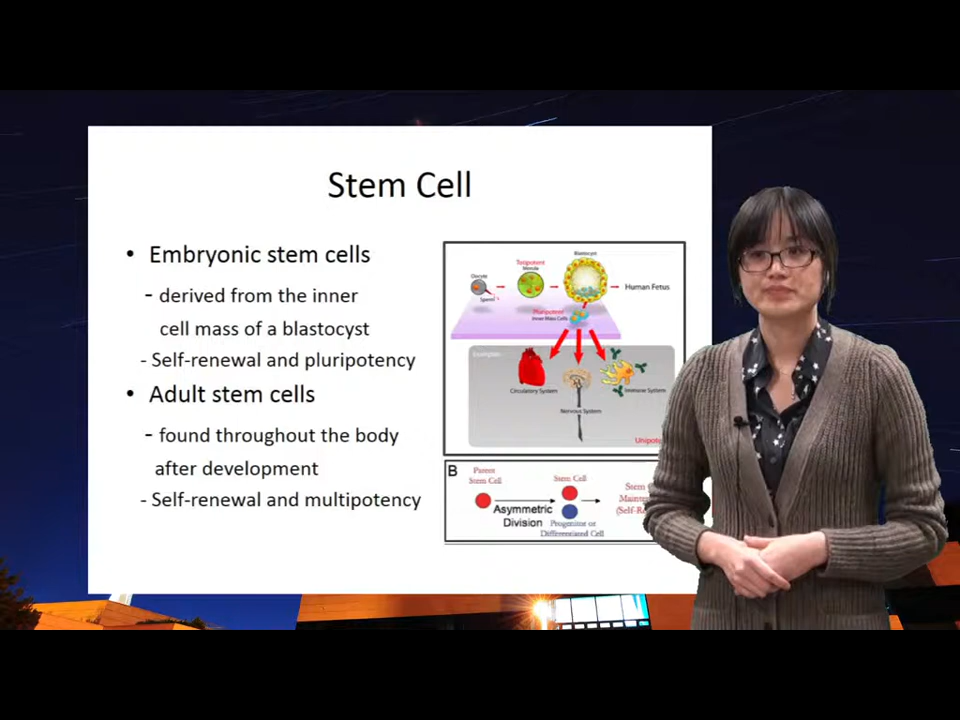 Stem Cell
• Embryonic stem cells
- derived from the inner
cell mass of a blastocyst
- Self-renewal and pluripotency
• Adult stem cells
- found throughout the body
after development
- Self-renewal and multipotency
Blastocyst
Totipotent
Morula
Oocyte
Sperm
Human Fetus
Pluripotent
Inner Mass Cells
Circulatory System
Nervous System
Immune System
B
Parent
Stem Cell
Asymmetric
Division
Stem Cell
Progenitor or
Differentiated Cell
Stem